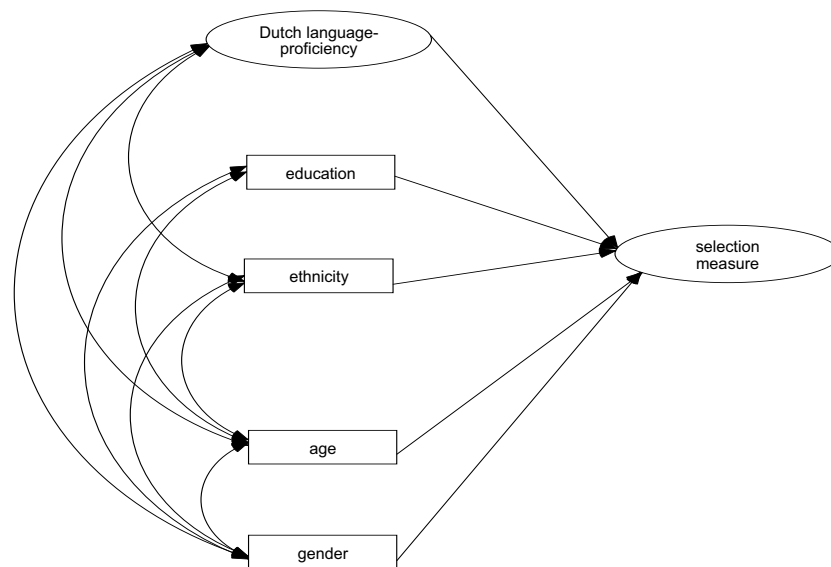 Dutch language-
proficiency
education
selection
measure
ethnicity
age
gender